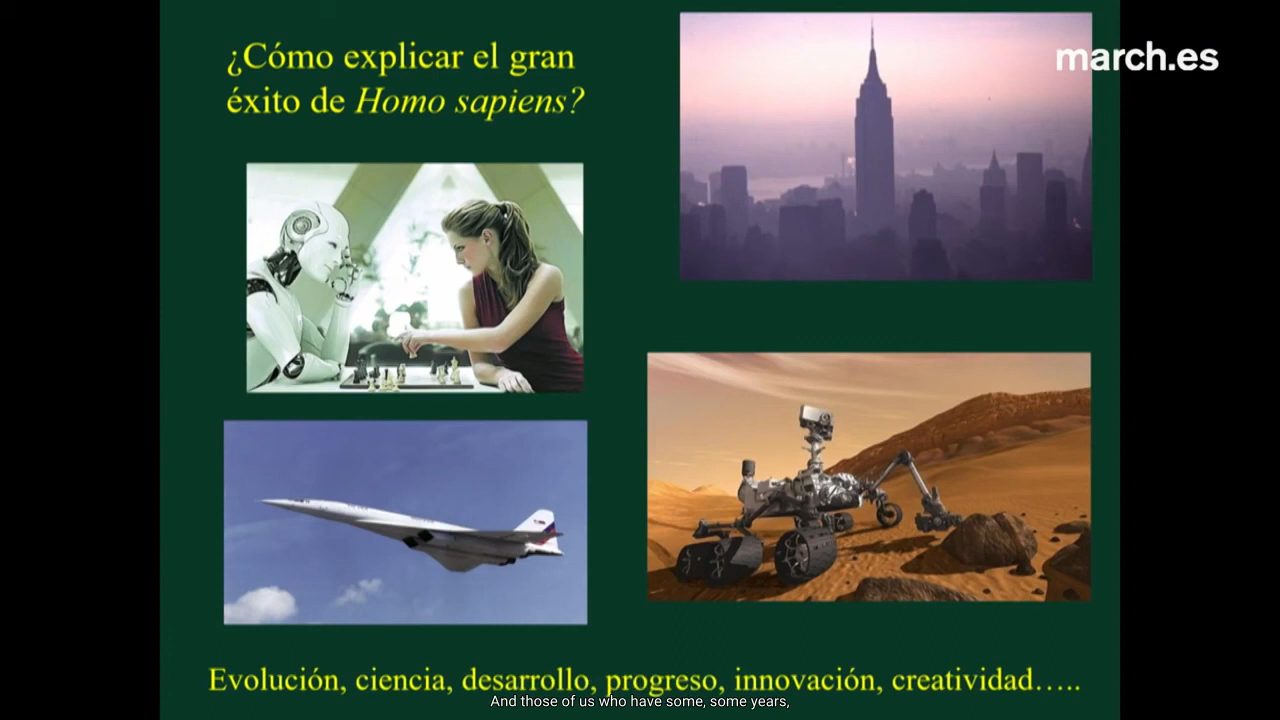 ¿Cómo explicar el gran
éxito de Homo sapiens?
march.es
Evolución, ciencia, desarrollo, progreso, innovación, creatividad…..
And those of us who have some, some years,